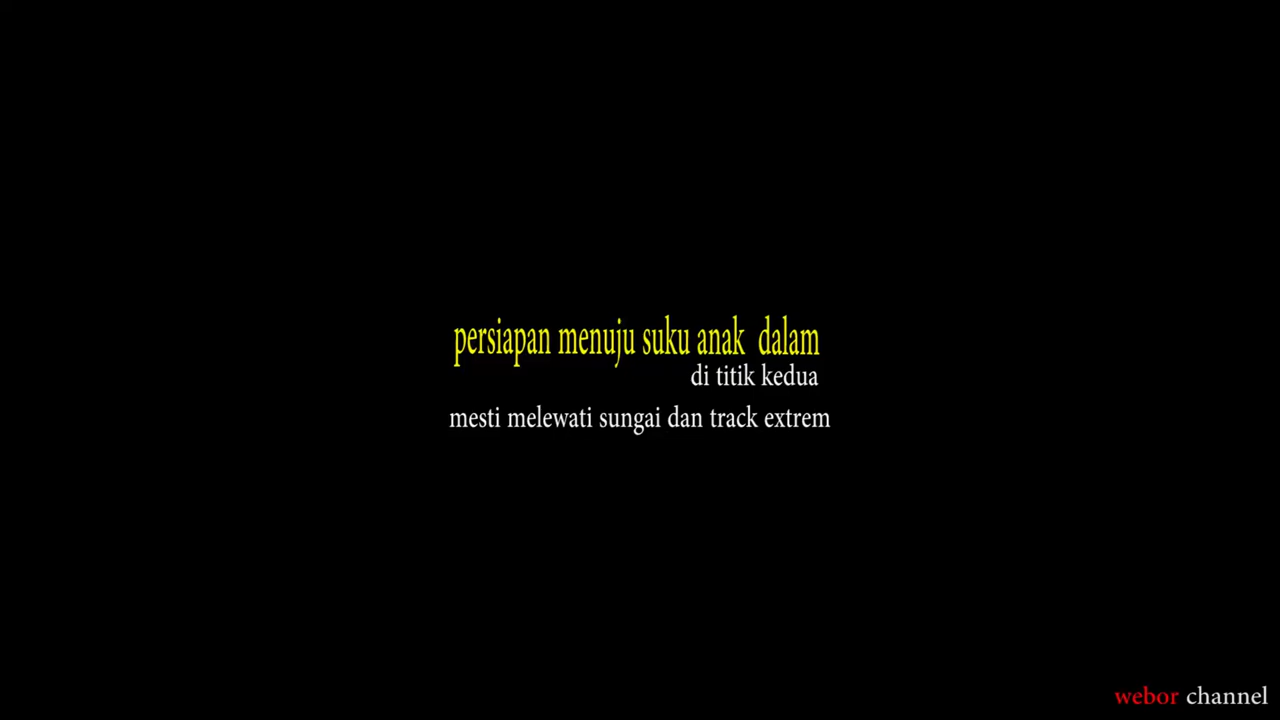 persiapan menuju suku anak dalam
di titik kedua
mesti melewati sungai dan track extrem
webor channel